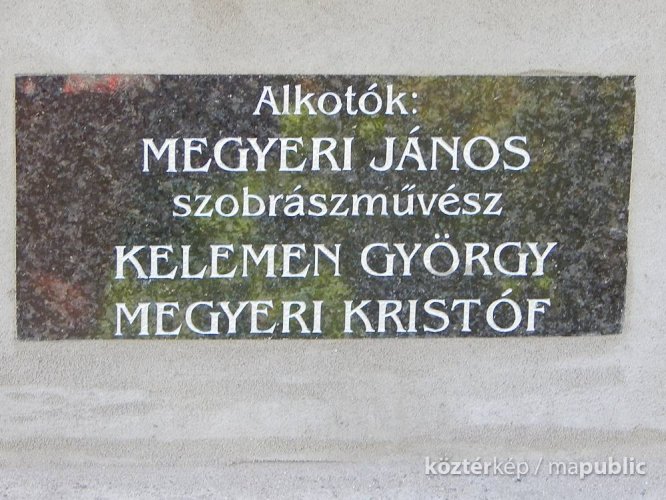 Alkotók:
MEGYERI JÁNOS
szobrászművész
KELEMEN GYÖRGY
MEGYERI KRISTÓF
köztérkép / mapublic